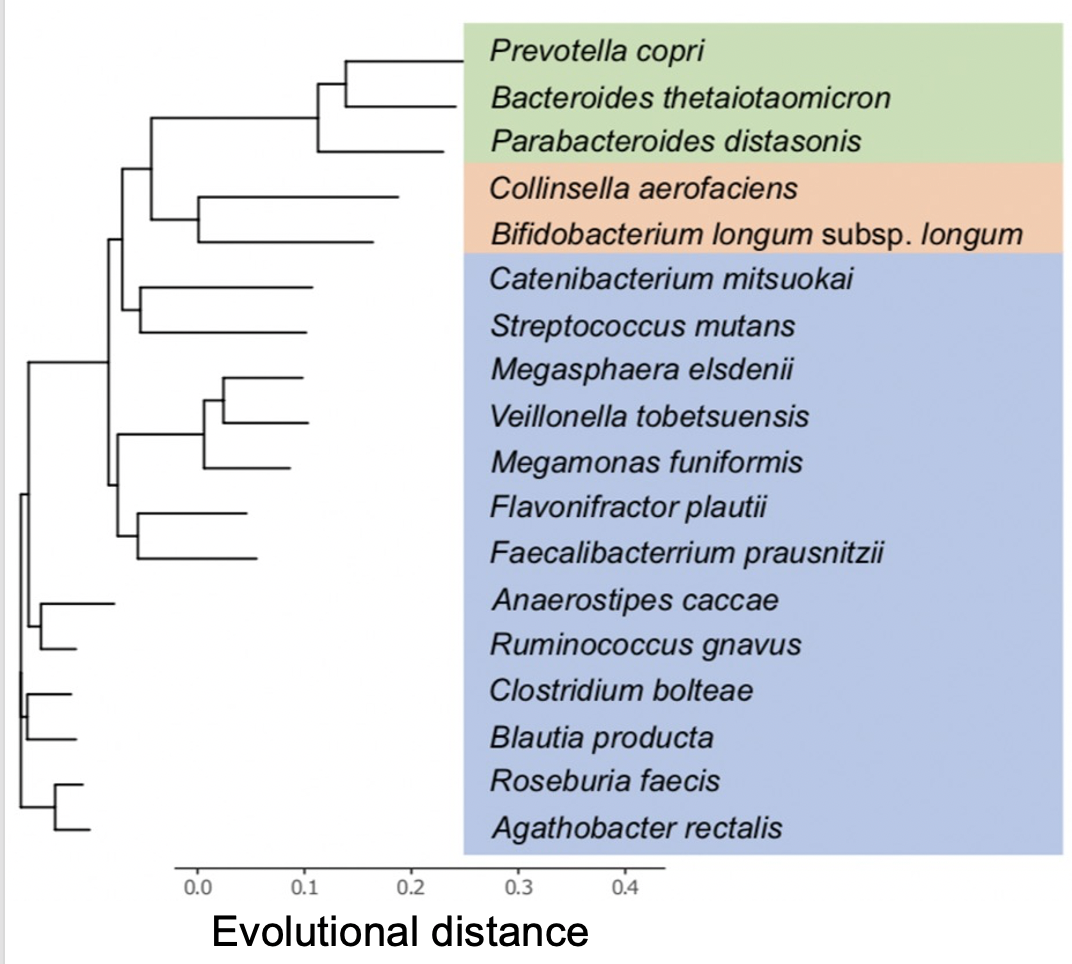 Prevotella copri
Bacteroides thetaiotaomicron
Parabacteroides distasonis
Collinsella aerofaciens
Bifidobacterium longum subsp. longum
Catenibacterium mitsuokai
Streptococcus mutans
Megasphaera elsdenii
Veillonella tobetsuensis
Megamonas funiformis
Flavonifractor plautii
Faecalibacterrium prausnitzii
Anaerostipes caccae
Ruminococcus gnavus
Clostridium bolteae
Blautia producta
Roseburia faecis
Agathobacter rectalis
0.0 0.1 0.2 0.3 0.4
Evolutional distance